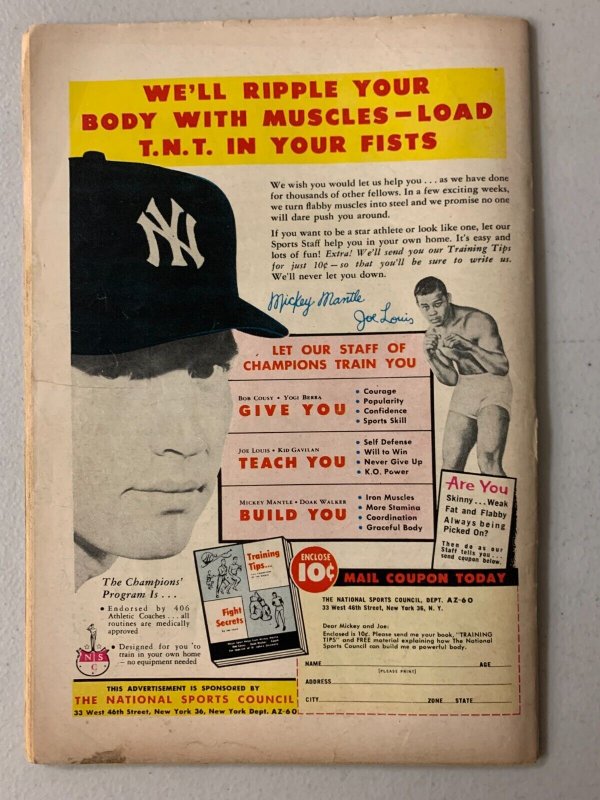 WE'LL RIPPLE YOUR
BODY WITH MUSCLES—LOAD
T.N.T. IN YOUR FISTS
NY
We wish you would let us help you . . . as we have done
for thousands of other fellows. In a few exciting weeks,
we turn flabby muscles into steel and we promise no one
will dare push you around.
If you want to be a star athlete or look like one, let our
Sports Staff help you in your own home. It's easy and
lots of fun! Extra! We'll send you our Training Tips
for just 10¢ — so that you'll be sure to write us.
We'll never let you down.
Mickey Mantle
Joe Louis
LET OUR STAFF OF
CHAMPIONS TRAIN YOU
BOB COUSY • YOGI BERRA
GIVE YOU
• Courage
• Popularity
• Confidence
• Sports Skill
JOE LOUIS • KID GAVILAN
TEACH YOU
• Self Defense
• Will to Win
• Never Give Up
• K.O. Power
MICKEY MANTLE • DOAK WALKER
BUILD YOU
• Iron Muscles
• More Stamina
• Coordination
• Graceful Body
Are You
Skinny . . . Weak
Fat and Flabby
Always being
Picked On?
Then do as our
Staff tells you . . .
send coupon below.
The Champions'
Program Is . . .
• Endorsed by 406
Athletic Coaches . . . all
routines are medically
approved
• Designed for you to
train in your own home
— no equipment needed
N S
C
Training
Tips....
Fight
Secrets
ENCLOSE
10¢
MAIL COUPON TODAY
THE NATIONAL SPORTS COUNCIL, DEPT. AZ-60
33 West 46th Street, New York 36, N. Y.
Dear Mickey and Joe:
Enclosed is 10¢. Please send me your book, "TRAINING
TIPS" and FREE material explaining how The National
Sports Council can build me a powerful body.
NAME AGE
(PLEASE PRINT)
ADDRESS
CITY ZONE STATE
THIS ADVERTISEMENT IS SPONSORED BY
THE NATIONAL SPORTS COUNCIL
33 West 46th Street, New York 36, New York Dept. AZ-60